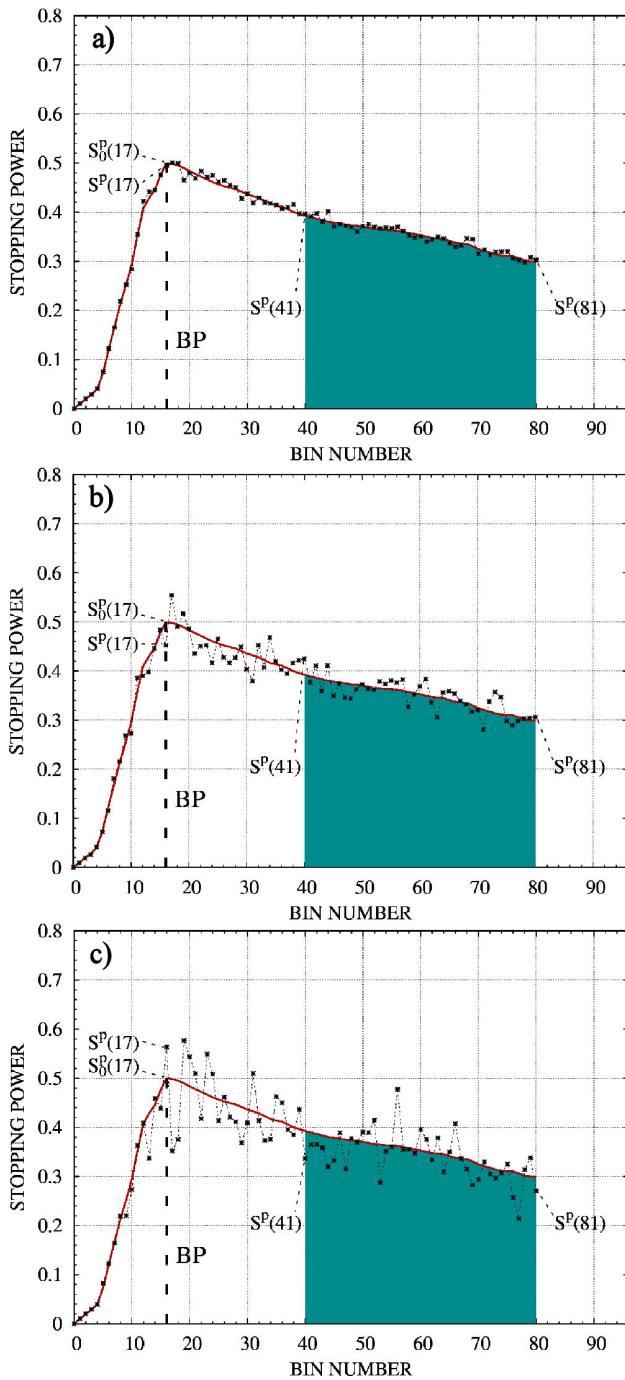 a)
STOPPING POWER
0.8
0.7
0.6
0.5
0.4
0.3
0.2
0.1
0
S₀ᵖ(17)
Sᵖ(17)
Sᵖ(41)
Sᵖ(81)
BP
0 10 20 30 40 50 60 70 80 90
BIN NUMBER
b)
STOPPING POWER
0.8
0.7
0.6
0.5
0.4
0.3
0.2
0.1
0
S₀ᵖ(17)
Sᵖ(17)
Sᵖ(41)
Sᵖ(81)
BP
0 10 20 30 40 50 60 70 80 90
BIN NUMBER
c)
STOPPING POWER
0.8
0.7
0.6
0.5
0.4
0.3
0.2
0.1
0
Sᵖ(17)
S₀ᵖ(17)
Sᵖ(41)
Sᵖ(81)
BP
0 10 20 30 40 50 60 70 80 90
BIN NUMBER